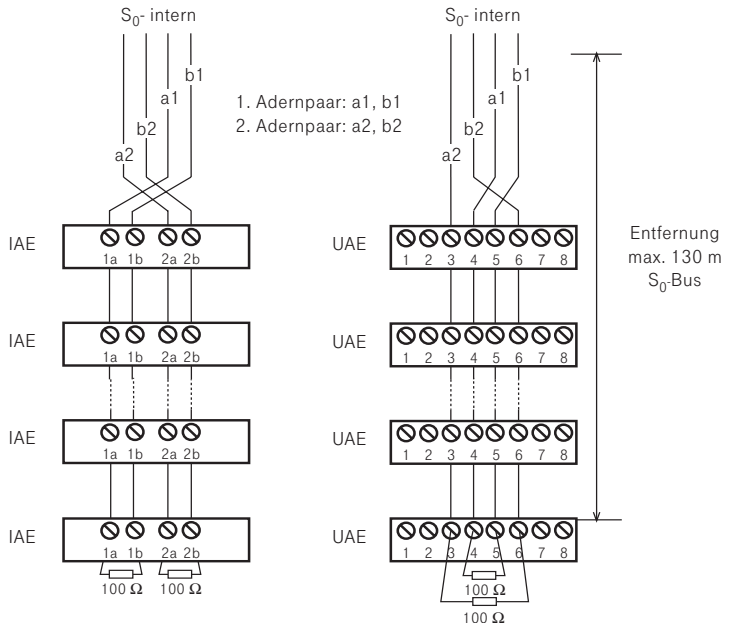 S0- intern
b1
a1
b2
a2
1. Adernpaar: a1, b1
2. Adernpaar: a2, b2
IAE
1a 1b 2a 2b
IAE
1a 1b 2a 2b
IAE
1a 1b 2a 2b
IAE
1a 1b 2a 2b
100 Ω 100 Ω
S0- intern
b1
a1
b2
a2
UAE
1 2 3 4 5 6 7 8
UAE
1 2 3 4 5 6 7 8
UAE
1 2 3 4 5 6 7 8
UAE
1 2 3 4 5 6 7 8
100 Ω
100 Ω
Entfernung
max. 130 m
S0-Bus